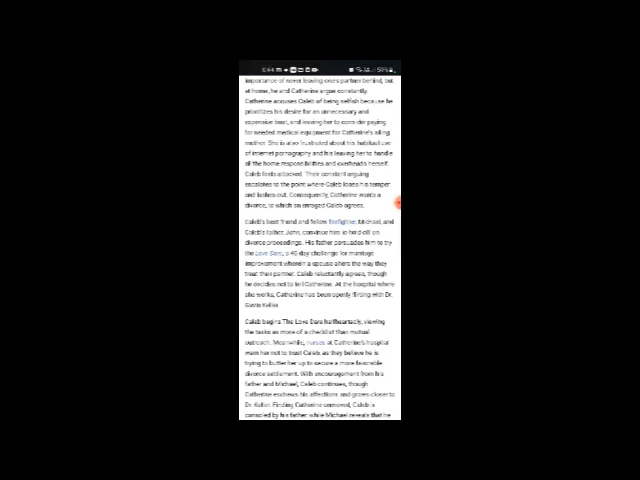 importance of never leaving one's partner behind, but
at home, he and Catherine argue constantly.
Catherine accuses Caleb of being selfish because he
prioritizes his desire for an unnecessary and
expensive boat, and leaving her to consider paying
for needed medical equipment for Catherine's ailing
mother. She is also frustrated about his habitual use
of internet pornography and his leaving her to handle
all the home responsibilities and overheads herself.
Caleb feels attacked. Their constant arguing
escalates to the point where Caleb loses his temper
and lashes out. Consequently, Catherine wants a
divorce, to which an enraged Caleb agrees.
Caleb's best friend and fellow firefighter, Michael, and
Caleb's father, John, convince him to hold off on
divorce proceedings. His father persuades him to try
the Love Dare, a 40-day challenge for marriage
improvement wherein a spouse alters the way they
treat their partner. Caleb reluctantly agrees, though
he decides not to tell Catherine. At the hospital where
she works, Catherine has been openly flirting with Dr.
Gavin Keller.
Caleb begins The Love Dare halfheartedly, viewing
the tasks as more of a checklist than mutual
outreach. Meanwhile, nurses at Catherine's hospital
warn her not to trust Caleb, as they believe he is
trying to butter her up to secure a more favorable
divorce settlement. With encouragement from his
father and Michael, Caleb continues, though
Catherine eschews his affections and grows closer to
Dr. Keller. Finding Catherine unmoved, Caleb is
consoled by his father while Michael reveals that he